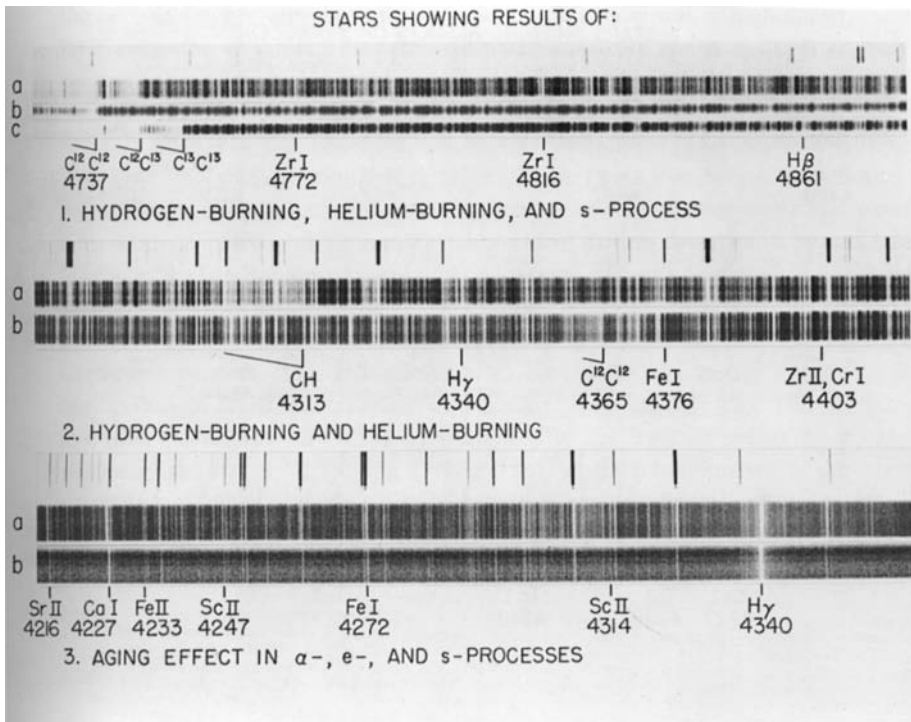 STARS SHOWING RESULTS OF:
a
b
c
C¹² C¹² C¹²C¹³ C¹³C¹³ Zr I Zr I Hβ
4737 4772 4816 4861
1. HYDROGEN-BURNING, HELIUM-BURNING, AND s-PROCESS
a
b
CH Hγ C¹²C¹² Fe I Zr II, Cr I
4313 4340 4365 4376 4403
2. HYDROGEN-BURNING AND HELIUM-BURNING
a
b
Sr II Ca I Fe II Sc II Fe I Sc II Hγ
4216 4227 4233 4247 4272 4314 4340
3. AGING EFFECT IN α-, e-, AND s-PROCESSES